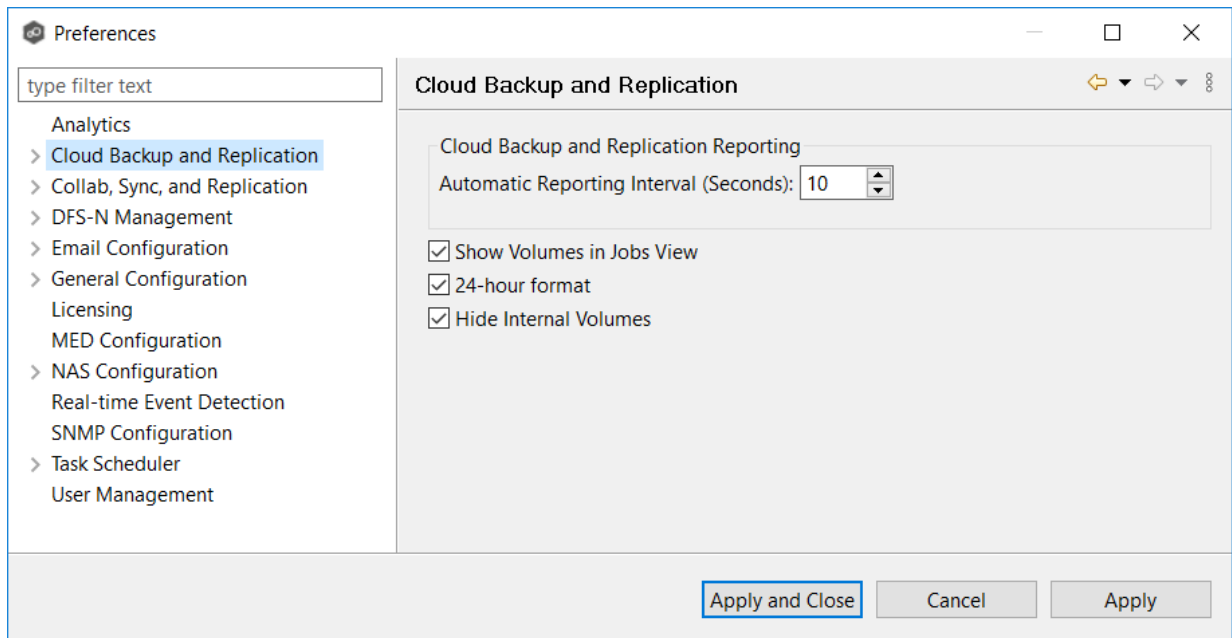 Preferences
type filter text
Analytics
Cloud Backup and Replication
Collab, Sync, and Replication
DFS-N Management
Email Configuration
General Configuration
Licensing
MED Configuration
NAS Configuration
Real-time Event Detection
SNMP Configuration
Task Scheduler
User Management
Cloud Backup and Replication
Cloud Backup and Replication Reporting
Automatic Reporting Interval (Seconds): 10
Show Volumes in Jobs View
24-hour format
Hide Internal Volumes
Apply and Close Cancel Apply